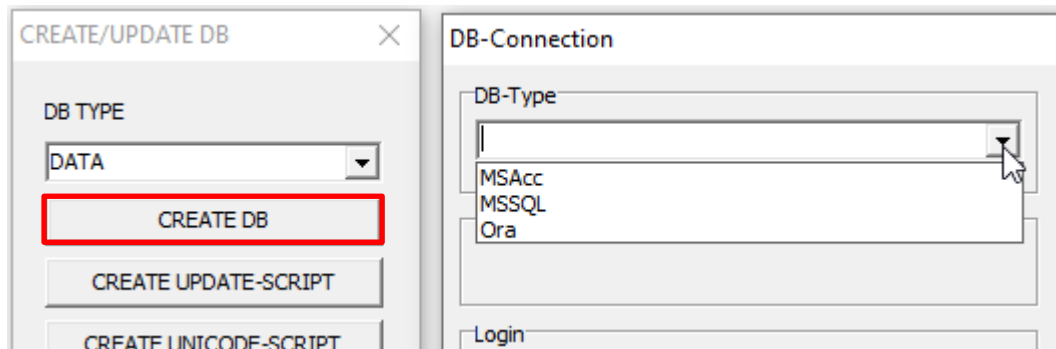 CREATE/UPDATE DB
DB TYPE
DATA
CREATE DB
CREATE UPDATE-SCRIPT
CREATE UNICODE-SCRIPT
DB-Connection
DB-Type
MSAcc
MSSQL
Ora
Login